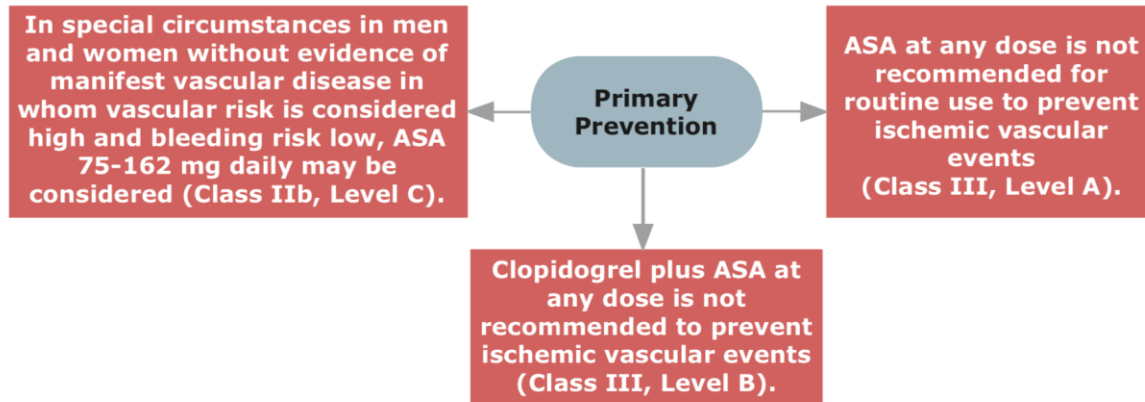 In special circumstances in men
and women without evidence of
manifest vascular disease in
whom vascular risk is considered
high and bleeding risk low, ASA
75-162 mg daily may be
considered (Class IIb, Level C).
Primary
Prevention
ASA at any dose is not
recommended for
routine use to prevent
ischemic vascular
events
(Class III, Level A).
Clopidogrel plus ASA at
any dose is not
recommended to prevent
ischemic vascular events
(Class III, Level B).